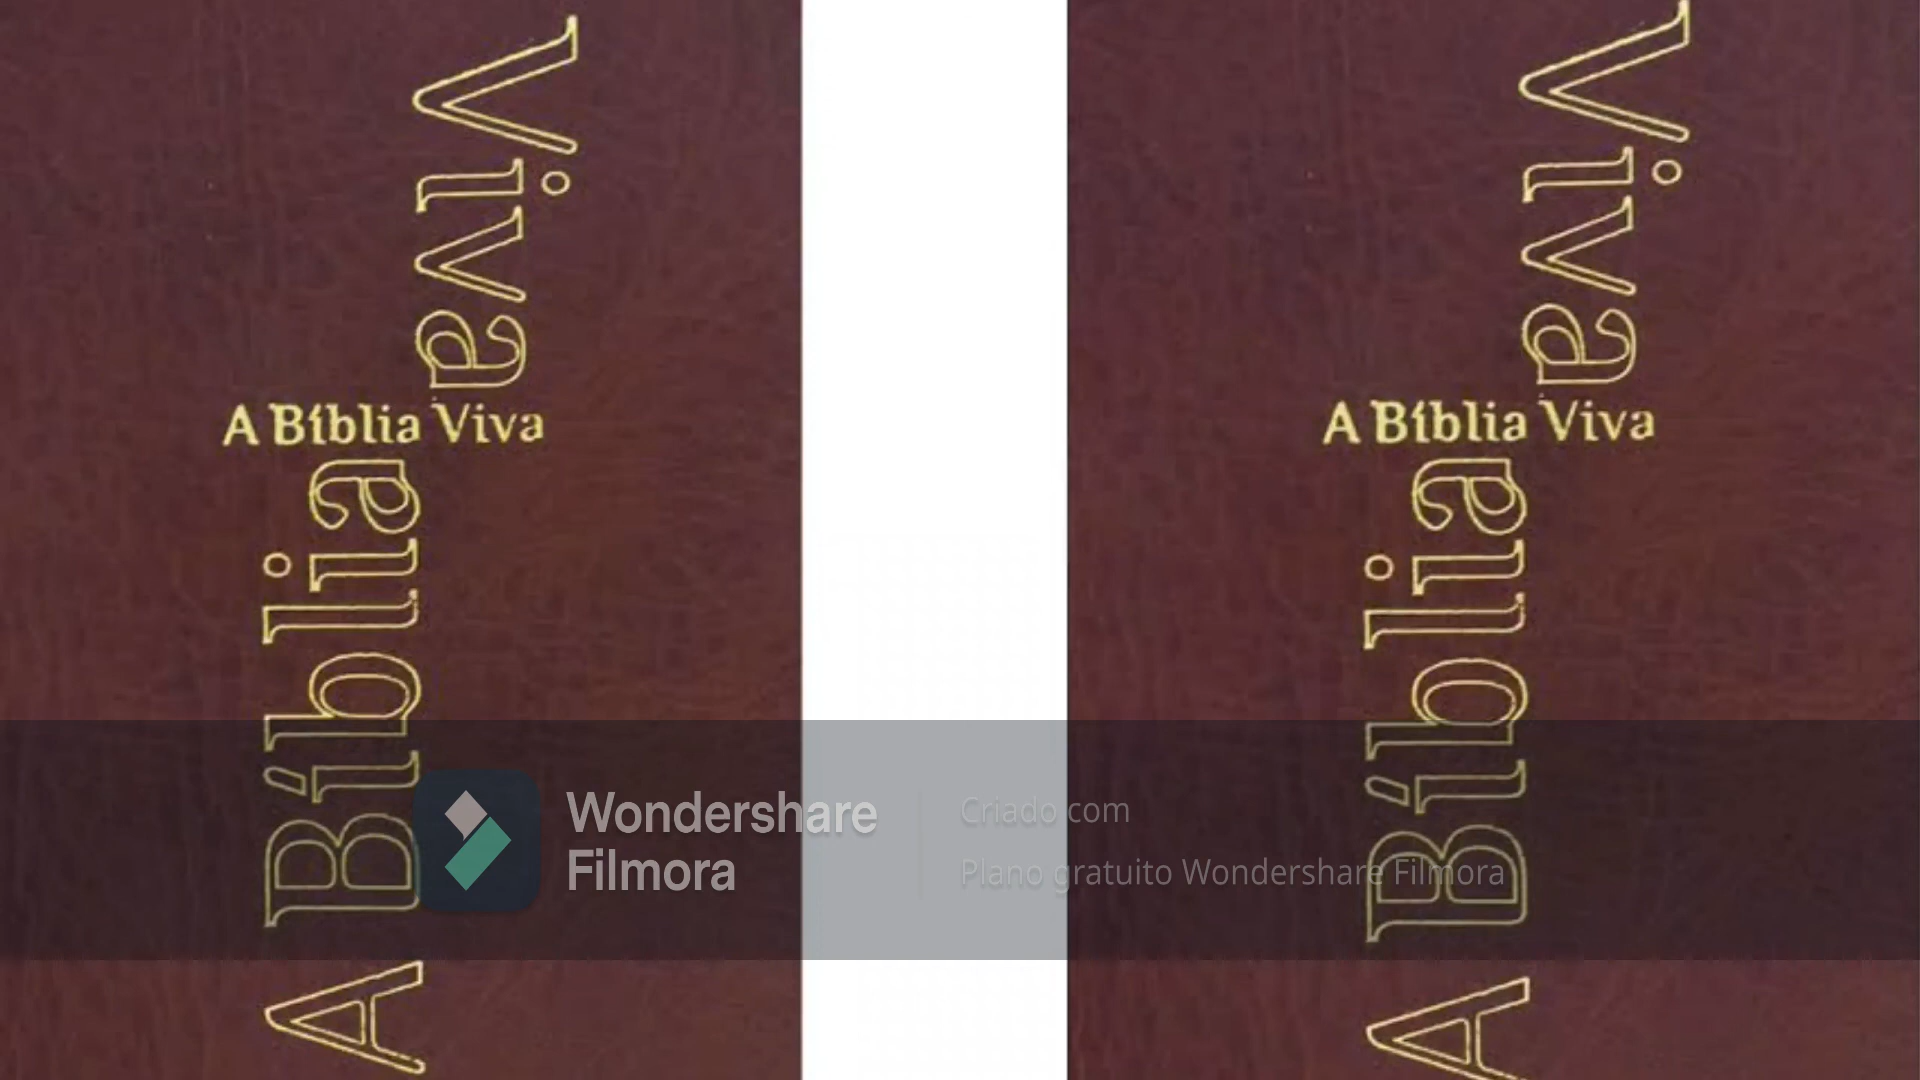 Viva
A Bíblia Viva
A Bíblia
Viva
A Bíblia Viva
A Bíblia
Wondershare
Filmora
Criado com
Plano gratuito Wondershare Filmora